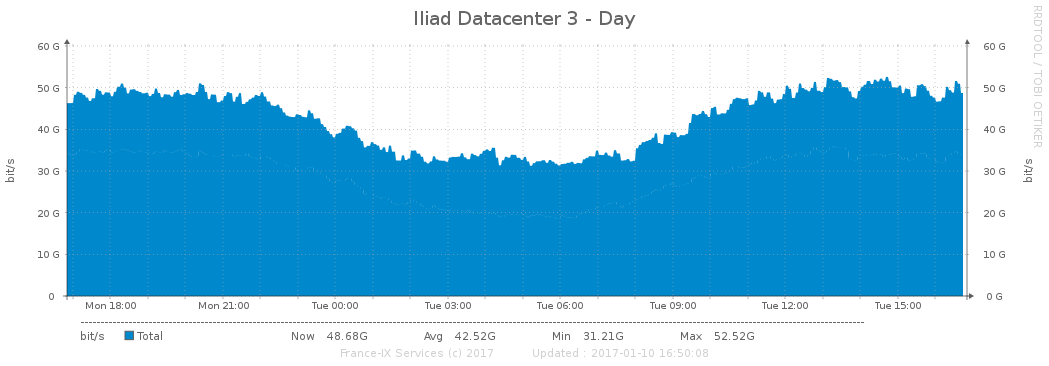 Iliad Datacenter 3 - Day
RRDTOOL / TOBI OETIKER
60 G 60 G
50 G 50 G
40 G 40 G
30 G 30 G
20 G 20 G
10 G 10 G
0 0 G
bit/s bit/s
Mon 18:00 Mon 21:00 Tue 00:00 Tue 03:00 Tue 06:00 Tue 09:00 Tue 12:00 Tue 15:00
bit/s Total Now 48.68G Avg 42.52G Min 31.21G Max 52.52G
France-IX Services (c) 2017 Updated : 2017-01-10 16:50:08